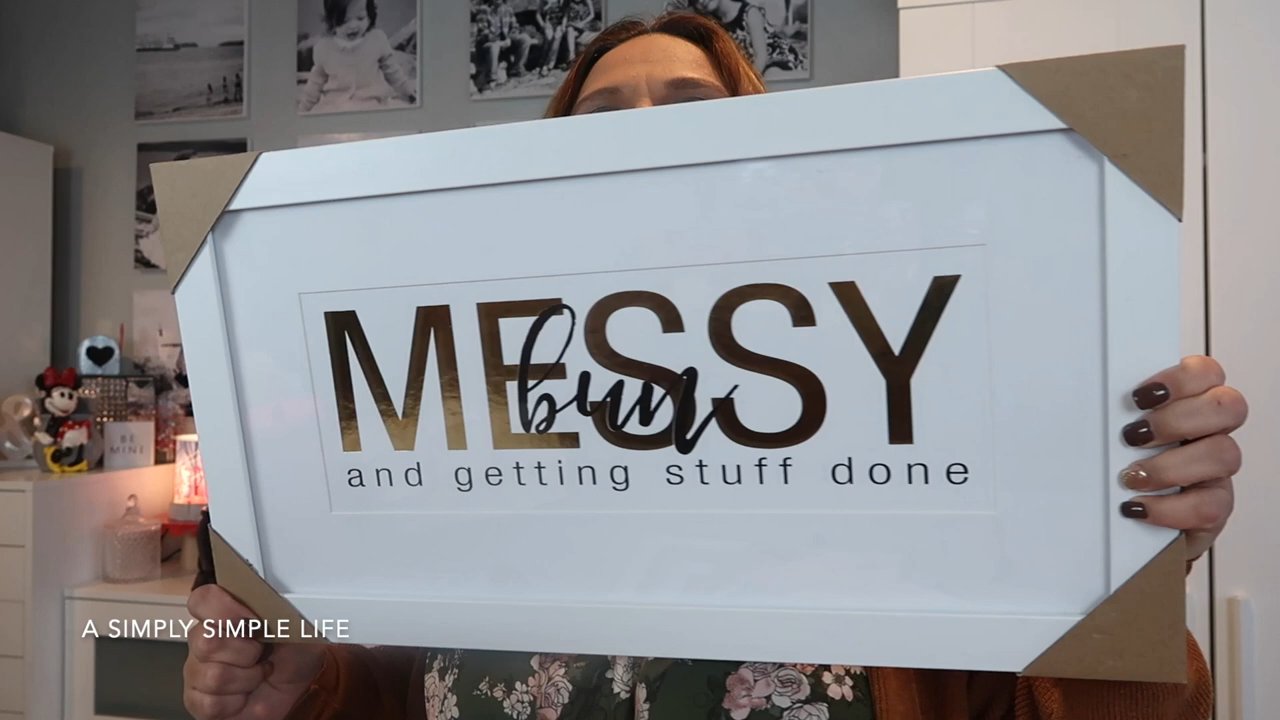 MESSY
bun
and getting stuff done
BE
MINE
A SIMPLY SIMPLE LIFE